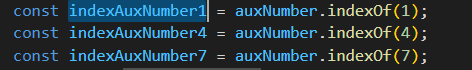 const indexAuxNumber1 = auxNumber.indexOf(1);
const indexAuxNumber4 = auxNumber.indexOf(4);
const indexAuxNumber7 = auxNumber.indexOf(7);